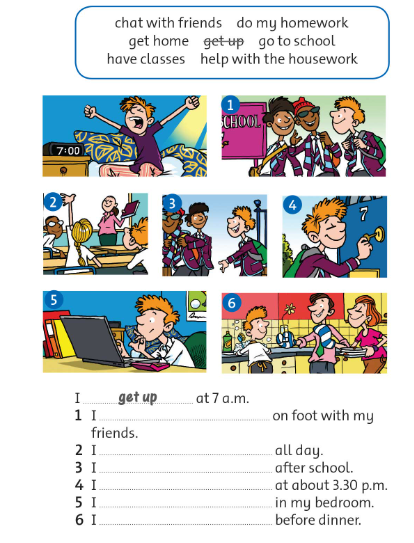 chat with friends do my homework
get home get up go to school
have classes help with the housework
7:00
1
SCHOOL
2
3
4
7
5
6
I get up at 7 a.m.
1 I on foot with my
friends.
2 I all day.
3 I after school.
4 I at about 3.30 p.m.
5 I in my bedroom.
6 I before dinner.